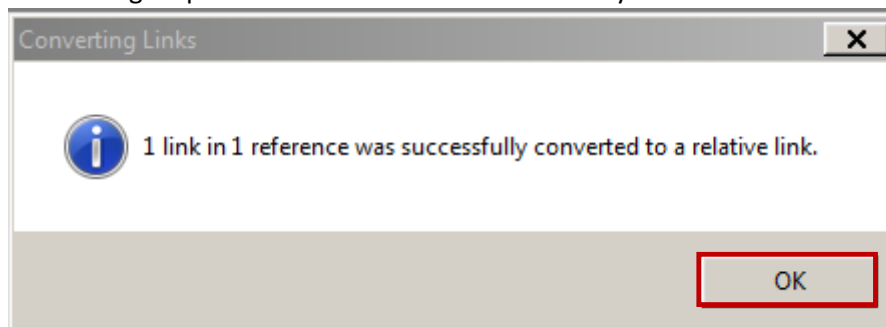 Converting Links
1 link in 1 reference was successfully converted to a relative link.
OK